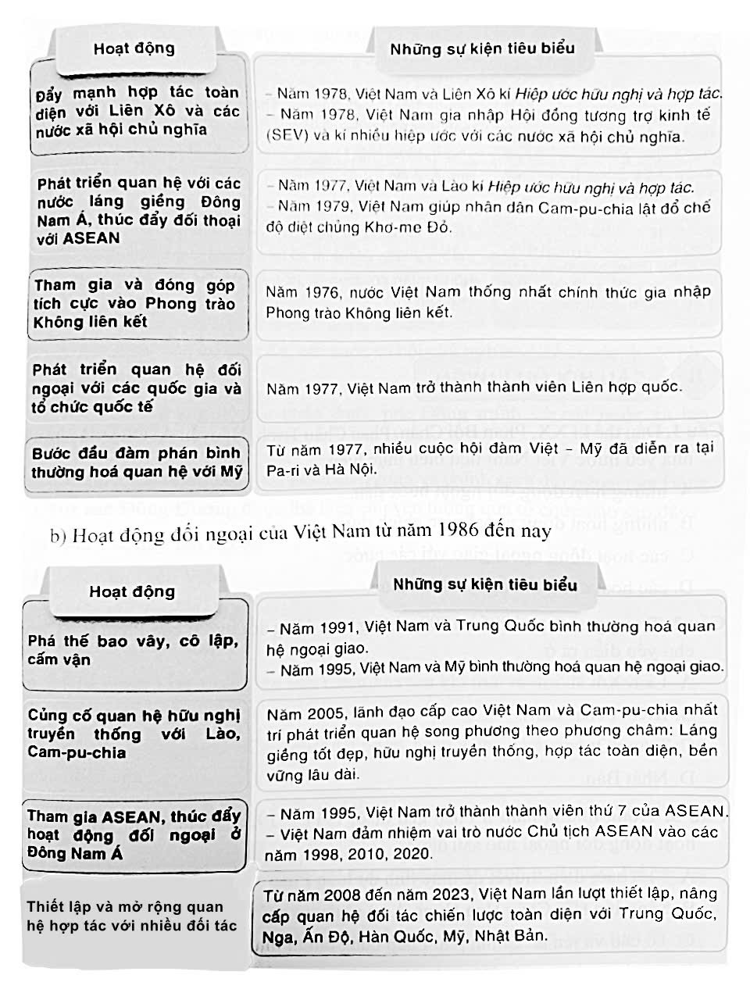 Hoạt động
Những sự kiện tiêu biểu
Đẩy mạnh hợp tác toàn
diện với Liên Xô và các
nước xã hội chủ nghĩa
– Năm 1978, Việt Nam và Liên Xô kí Hiệp ước hữu nghị và hợp tác.
– Năm 1978, Việt Nam gia nhập Hội đồng tương trợ kinh tế
(SEV) và kí nhiều hiệp ước với các nước xã hội chủ nghĩa.
Phát triển quan hệ với các
nước láng giềng Đông
Nam Á, thúc đẩy đối thoại
với ASEAN
– Năm 1977, Việt Nam và Lào kí Hiệp ước hữu nghị và hợp tác.
– Năm 1979, Việt Nam giúp nhân dân Cam-pu-chia lật đổ chế
độ diệt chủng Khơ-me Đỏ.
Tham gia và đóng góp
tích cực vào Phong trào
Không liên kết
Năm 1976, nước Việt Nam thống nhất chính thức gia nhập
Phong trào Không liên kết.
Phát triển quan hệ đối
ngoại với các quốc gia và
tổ chức quốc tế
Năm 1977, Việt Nam trở thành thành viên Liên hợp quốc.
Bước đầu đàm phán bình
thường hoá quan hệ với Mỹ
Từ năm 1977, nhiều cuộc hội đàm Việt – Mỹ đã diễn ra tại
Pa-ri và Hà Nội.
b) Hoạt động đối ngoại của Việt Nam từ năm 1986 đến nay
Hoạt động
Những sự kiện tiêu biểu
Phá thế bao vây, cô lập,
cấm vận
– Năm 1991, Việt Nam và Trung Quốc bình thường hoá quan
hệ ngoại giao.
– Năm 1995, Việt Nam và Mỹ bình thường hoá quan hệ ngoại giao.
Củng cố quan hệ hữu nghị
truyền thống với Lào,
Cam-pu-chia
Năm 2005, lãnh đạo cấp cao Việt Nam và Cam-pu-chia nhất
trí phát triển quan hệ song phương theo phương châm: Láng
giềng tốt đẹp, hữu nghị truyền thống, hợp tác toàn diện, bền
vững lâu dài.
Tham gia ASEAN, thúc đẩy
hoạt động đối ngoại ở
Đông Nam Á
– Năm 1995, Việt Nam trở thành thành viên thứ 7 của ASEAN.
– Việt Nam đảm nhiệm vai trò nước Chủ tịch ASEAN vào các
năm 1998, 2010, 2020.
Thiết lập và mở rộng quan
hệ hợp tác với nhiều đối tác
Từ năm 2008 đến năm 2023, Việt Nam lần lượt thiết lập, nâng
cấp quan hệ đối tác chiến lược toàn diện với Trung Quốc,
Nga, Ấn Độ, Hàn Quốc, Mỹ, Nhật Bản.